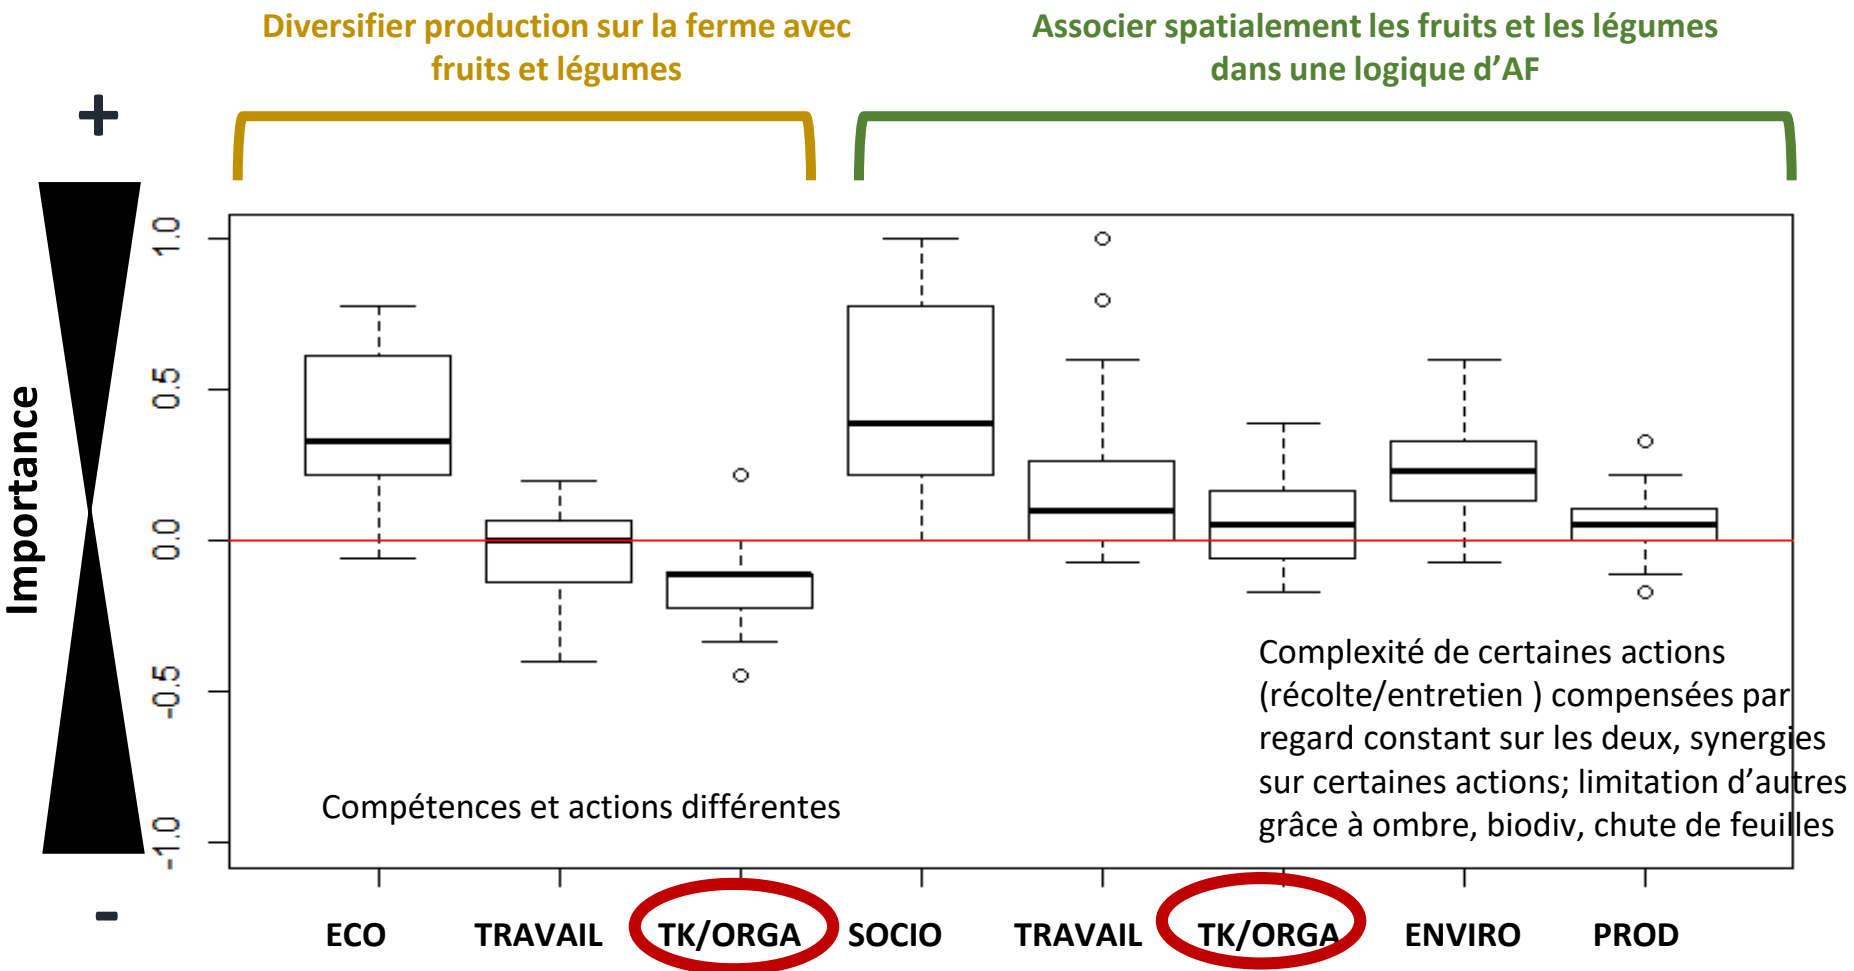 Diversifier production sur la ferme avec
fruits et légumes
Associer spatialement les fruits et les légumes
dans une logique d'AF
+
Importance
-
1.0
0.5
0.0
-0.5
-1.0
Compétences et actions différentes
Complexité de certaines actions
(récolte/entretien ) compensées par
regard constant sur les deux, synergies
sur certaines actions; limitation d'autres
grâce à ombre, biodiv, chute de feuilles
ECO TRAVAIL TK/ORGA SOCIO TRAVAIL TK/ORGA ENVIRO PROD